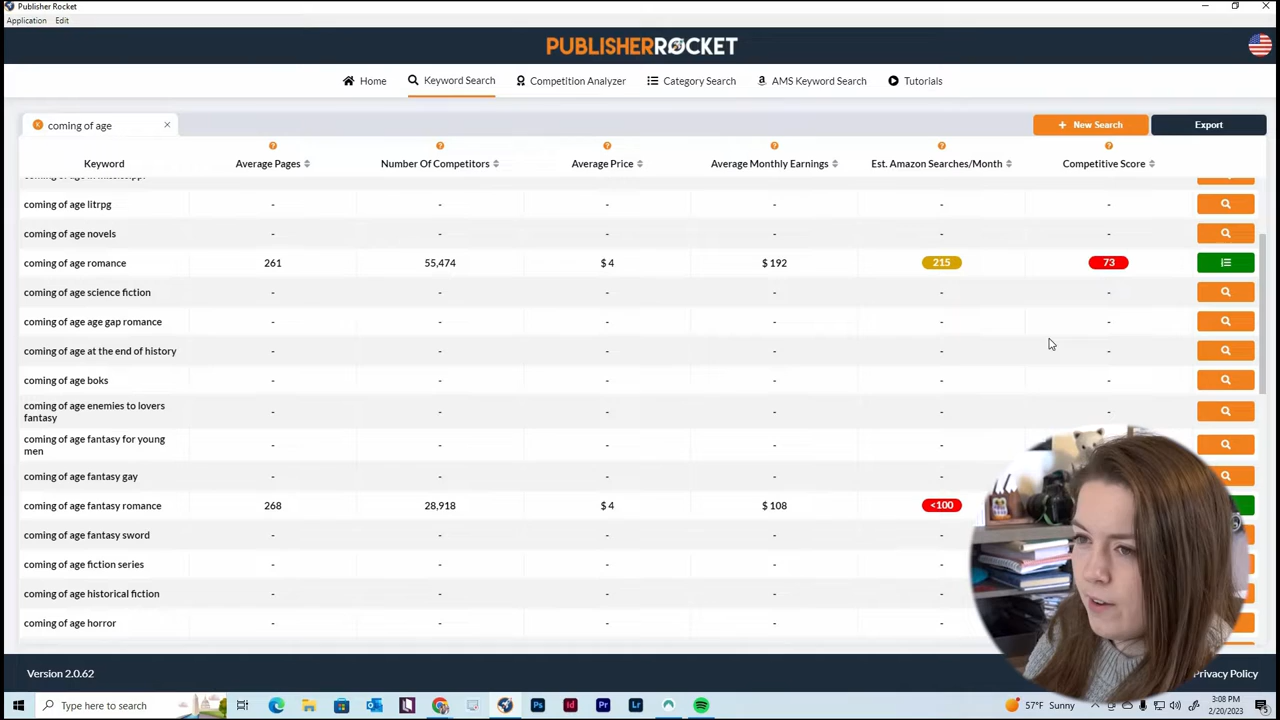 Publisher Rocket
Application Edit
PUBLISHERROCKET
Home Keyword Search Competition Analyzer Category Search AMS Keyword Search Tutorials
coming of age × + New Search Export
Keyword Average Pages Number Of Competitors Average Price Average Monthly Earnings Est. Amazon Searches/Month Competitive Score
coming of age litrpg - - - - - -
coming of age novels - - - - - -
coming of age romance 261 55,474 $ 4 $ 192 215 73
coming of age science fiction - - - - - -
coming of age age gap romance - - - - - -
coming of age at the end of history - - - - - -
coming of age boks - - - - - -
coming of age enemies to lovers
fantasy - - - - - -
coming of age fantasy for young
men - - - - -
coming of age fantasy gay - - - - -
coming of age fantasy romance 268 28,918 $ 4 $ 108 <100
coming of age fantasy sword - - - - -
coming of age fiction series - - - - -
coming of age historical fiction - - - - -
coming of age horror - - - - -
Version 2.0.62 Privacy Policy
Type here to search 57°F Sunny 3:08 PM
2/20/2023